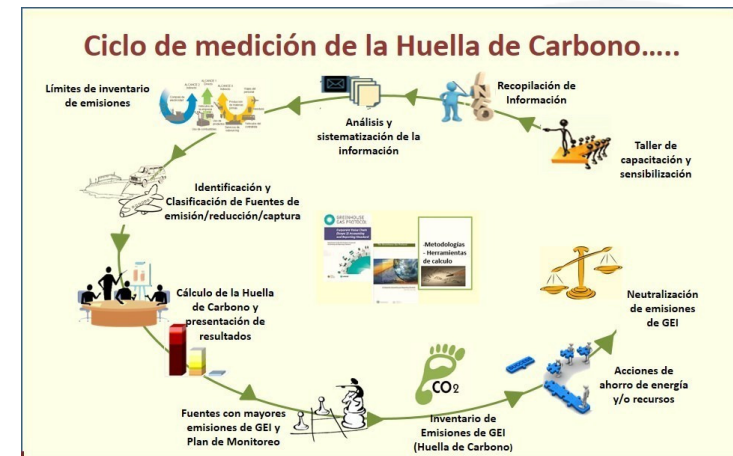 Ciclo de medición de la Huella de Carbono…..
Límites de inventario
de emisiones
Análisis y
sistematización de la
información
Recopilación de
Información
Taller de
capacitación y
sensibilización
Identificación y
Clasificación de Fuentes de
emisión/reducción/captura
GREENHOUSE
GAS PROTOCOL
-Metodologías
- Herramientas
de calculo
Cálculo de la Huella
de Carbono y
presentación de
resultados
Neutralización
de emisiones
de GEI
Acciones de
ahorro de energía
y/o recursos
CO2
Fuentes con mayores
emisiones de GEI y
Plan de Monitoreo
Inventario de
Emisiones de GEI
(Huella de Carbono)